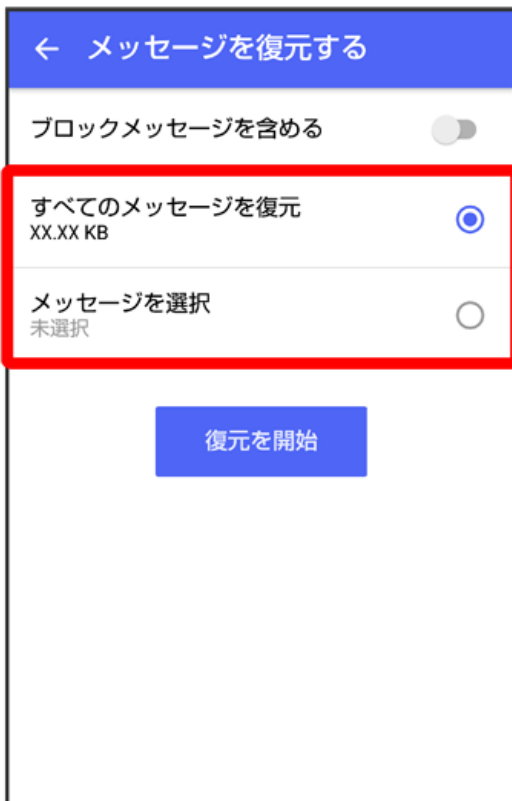 メッセージを復元する
ブロックメッセージを含める
すべてのメッセージを復元
XX.XX KB
メッセージを選択
未選択
復元を開始